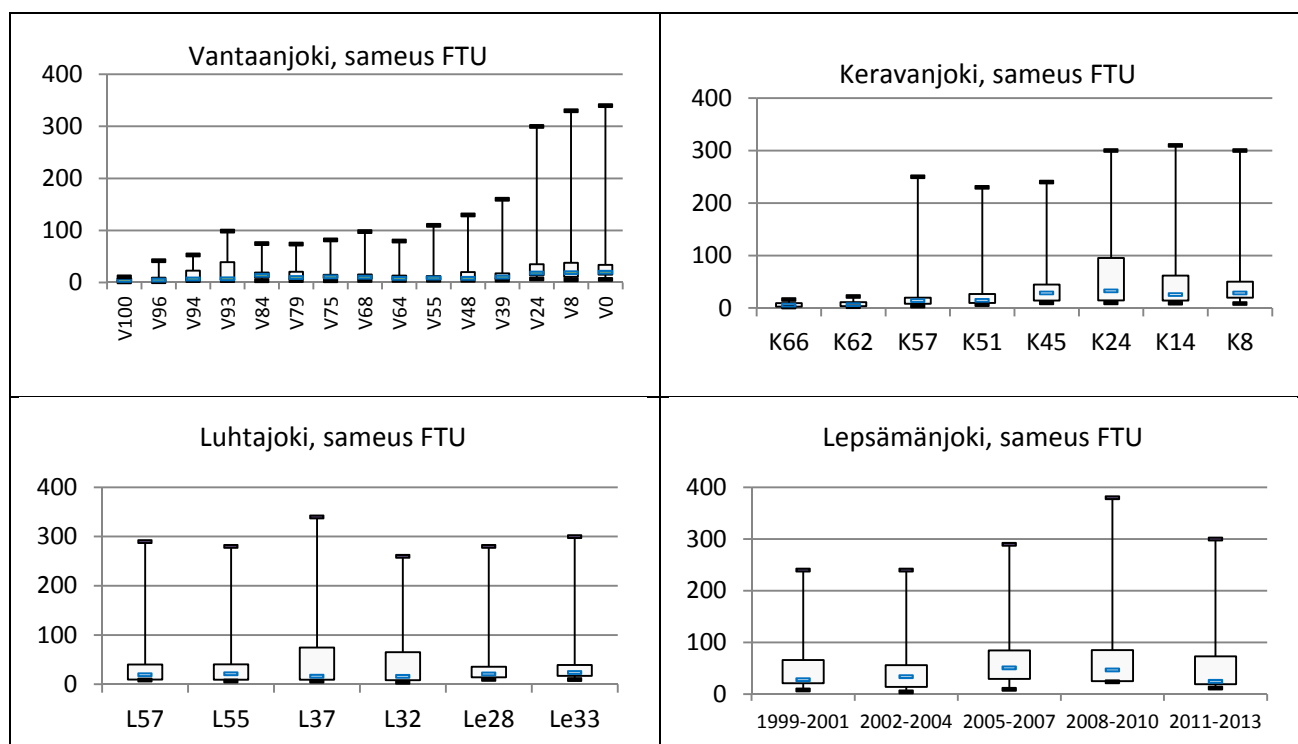 Vantaanjoki, sameus FTU
400
300
200
100
0
V100 V96 V94 V93 V84 V79 V75 V68 V64 V55 V48 V39 V24 V8 V0
Keravanjoki, sameus FTU
400
300
200
100
0
K66 K62 K57 K51 K45 K24 K14 K8
Luhtajoki, sameus FTU
400
300
200
100
0
L57 L55 L37 L32 Le28 Le33
Lepsämänjoki, sameus FTU
400
300
200
100
0
1999-2001 2002-2004 2005-2007 2008-2010 2011-2013